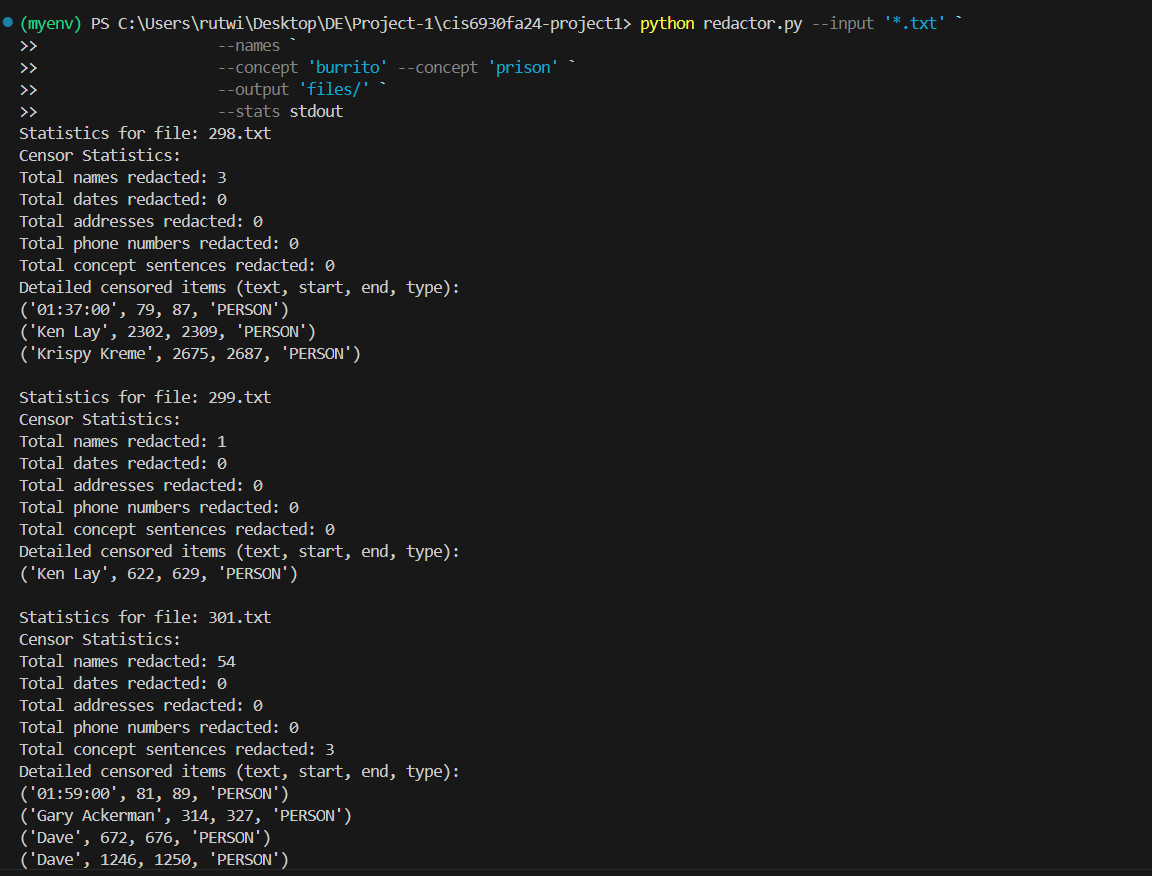 (myenv) PS C:\Users\rutwi\Desktop\DE\Project-1\cis6930fa24-project1> python redactor.py --input '*.txt' `
>>                    --names `
>>                    --concept 'burrito' --concept 'prison' `
>>                    --output 'files/' `
>>                    --stats stdout
Statistics for file: 298.txt
Censor Statistics:
Total names redacted: 3
Total dates redacted: 0
Total addresses redacted: 0
Total phone numbers redacted: 0
Total concept sentences redacted: 0
Detailed censored items (text, start, end, type):
('01:37:00', 79, 87, 'PERSON')
('Ken Lay', 2302, 2309, 'PERSON')
('Krispy Kreme', 2675, 2687, 'PERSON')

Statistics for file: 299.txt
Censor Statistics:
Total names redacted: 1
Total dates redacted: 0
Total addresses redacted: 0
Total phone numbers redacted: 0
Total concept sentences redacted: 0
Detailed censored items (text, start, end, type):
('Ken Lay', 622, 629, 'PERSON')

Statistics for file: 301.txt
Censor Statistics:
Total names redacted: 54
Total dates redacted: 0
Total addresses redacted: 0
Total phone numbers redacted: 0
Total concept sentences redacted: 3
Detailed censored items (text, start, end, type):
('01:59:00', 81, 89, 'PERSON')
('Gary Ackerman', 314, 327, 'PERSON')
('Dave', 672, 676, 'PERSON')
('Dave', 1246, 1250, 'PERSON')